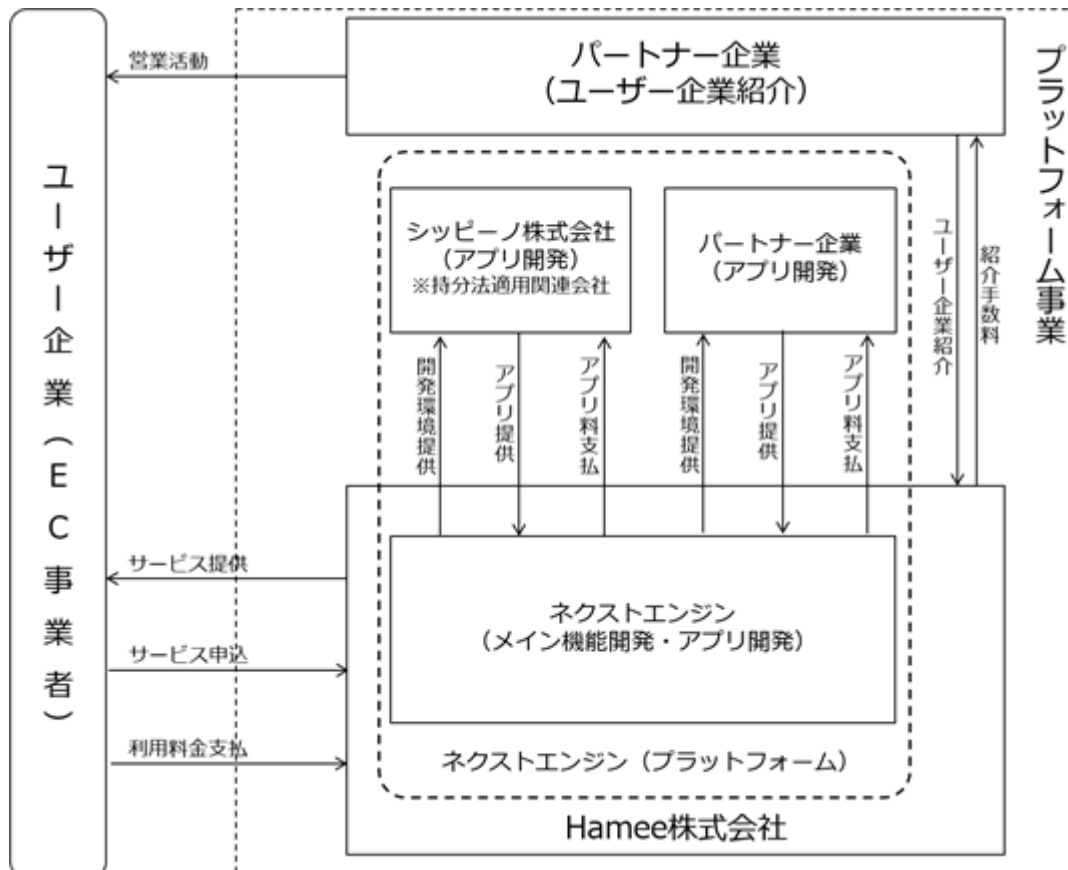 プラットフォーム事業
ユーザー企業（EC事業者）
営業活動
パートナー企業
（ユーザー企業紹介）
シッピーノ株式会社
（アプリ開発）
※持分法適用関連会社
パートナー企業
（アプリ開発）
ユーザー企業紹介
紹介手数料
開発環境提供
アプリ提供
アプリ料支払
開発環境提供
アプリ提供
アプリ料支払
サービス提供
サービス申込
利用料金支払
ネクストエンジン
（メイン機能開発・アプリ開発）
ネクストエンジン（プラットフォーム）
Hamee株式会社